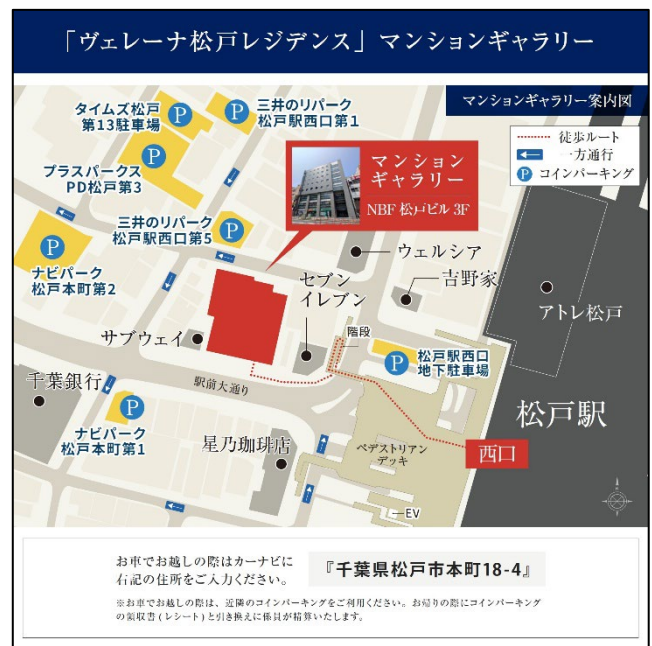 「ヴェレーナ松戸レジデンス」マンションギャラリー
マンションギャラリー案内図
徒歩ルート
一方通行
P コインパーキング
タイムズ松戸
第13駐車場
P
三井のリパーク
松戸駅西口第1
P
プラスパークス
PD松戸第3
P
マンション
ギャラリー
NBF 松戸ビル 3F
三井のリパーク
松戸駅西口第5
P
ナビパーク
松戸本町第2
P
ウェルシア
セブン
イレブン
吉野家
アトレ松戸
サブウェイ
階段
P
松戸駅西口
地下駐車場
千葉銀行
駅前大通り
P
ナビパーク
松戸本町第1
星乃珈琲店
ペデストリアン
デッキ
西口
松戸駅
EV
お車でお越しの際はカーナビに
右記の住所をご入力ください。
『千葉県松戸市本町18-4』
※お車でお越しの際は、近隣のコインパーキングをご利用ください。お帰りの際にコインパーキング
の領収書(レシート)と引き換えに係員が精算いたします。